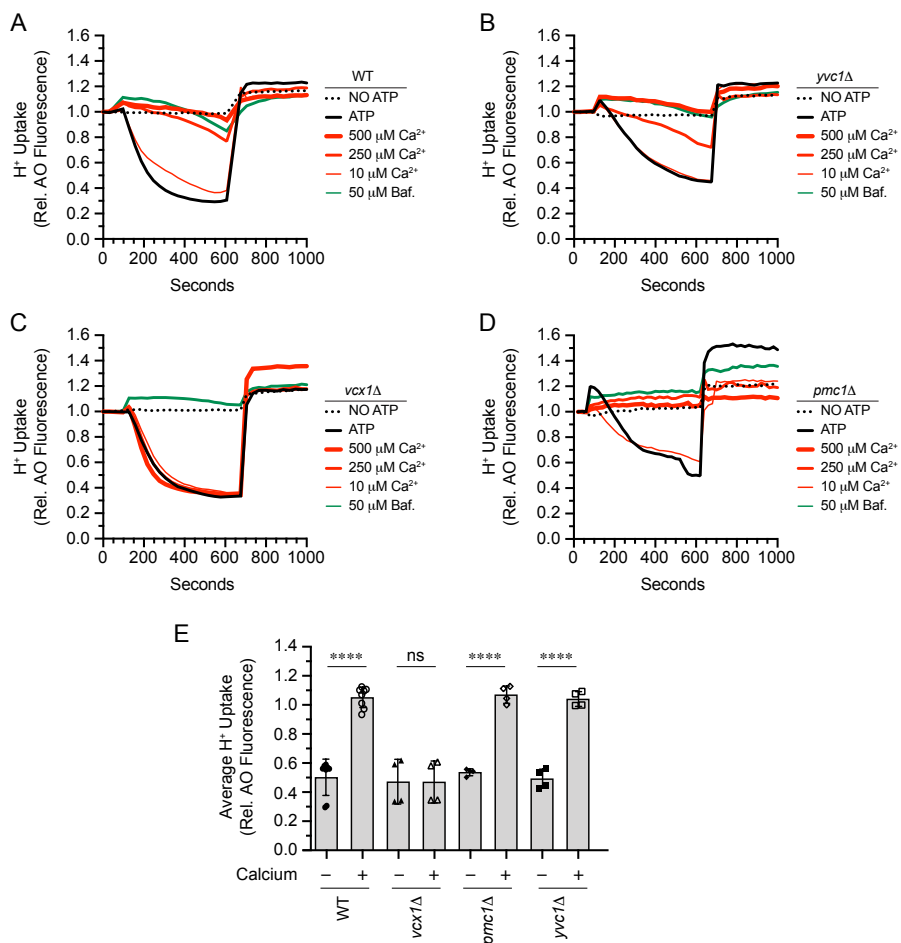 A
H⁺ Uptake
(Rel. AO Fluorescence)
1.6
1.4
1.2
1.0
0.8
0.6
0.4
0.2
0.0
0 200 400 600 800 1000
Seconds
WT
NO ATP
ATP
500 μM Ca²⁺
250 μM Ca²⁺
10 μM Ca²⁺
50 μM Baf.
B
H⁺ Uptake
(Rel. AO Fluorescence)
1.6
1.4
1.2
1.0
0.8
0.6
0.4
0.2
0.0
0 200 400 600 800 1000
Seconds
yvc1Δ
NO ATP
ATP
500 μM Ca²⁺
250 μM Ca²⁺
10 μM Ca²⁺
50 μM Baf.
C
H⁺ Uptake
(Rel. AO Fluorescence)
1.6
1.4
1.2
1.0
0.8
0.6
0.4
0.2
0.0
0 200 400 600 800 1000
Seconds
vcx1Δ
NO ATP
ATP
500 μM Ca²⁺
250 μM Ca²⁺
10 μM Ca²⁺
50 μM Baf.
D
H⁺ Uptake
(Rel. AO Fluorescence)
1.6
1.4
1.2
1.0
0.8
0.6
0.4
0.2
0.0
0 200 400 600 800 1000
Seconds
pmc1Δ
NO ATP
ATP
500 μM Ca²⁺
250 μM Ca²⁺
10 μM Ca²⁺
50 μM Baf.
E
Average H⁺ Uptake
(Rel. AO Fluorescence)
1.4
1.2
1.0
0.8
0.6
0.4
0.2
0.0
**** ns **** ****
Calcium − + − + − + − +
WT vcx1Δ pmc1Δ yvc1Δ